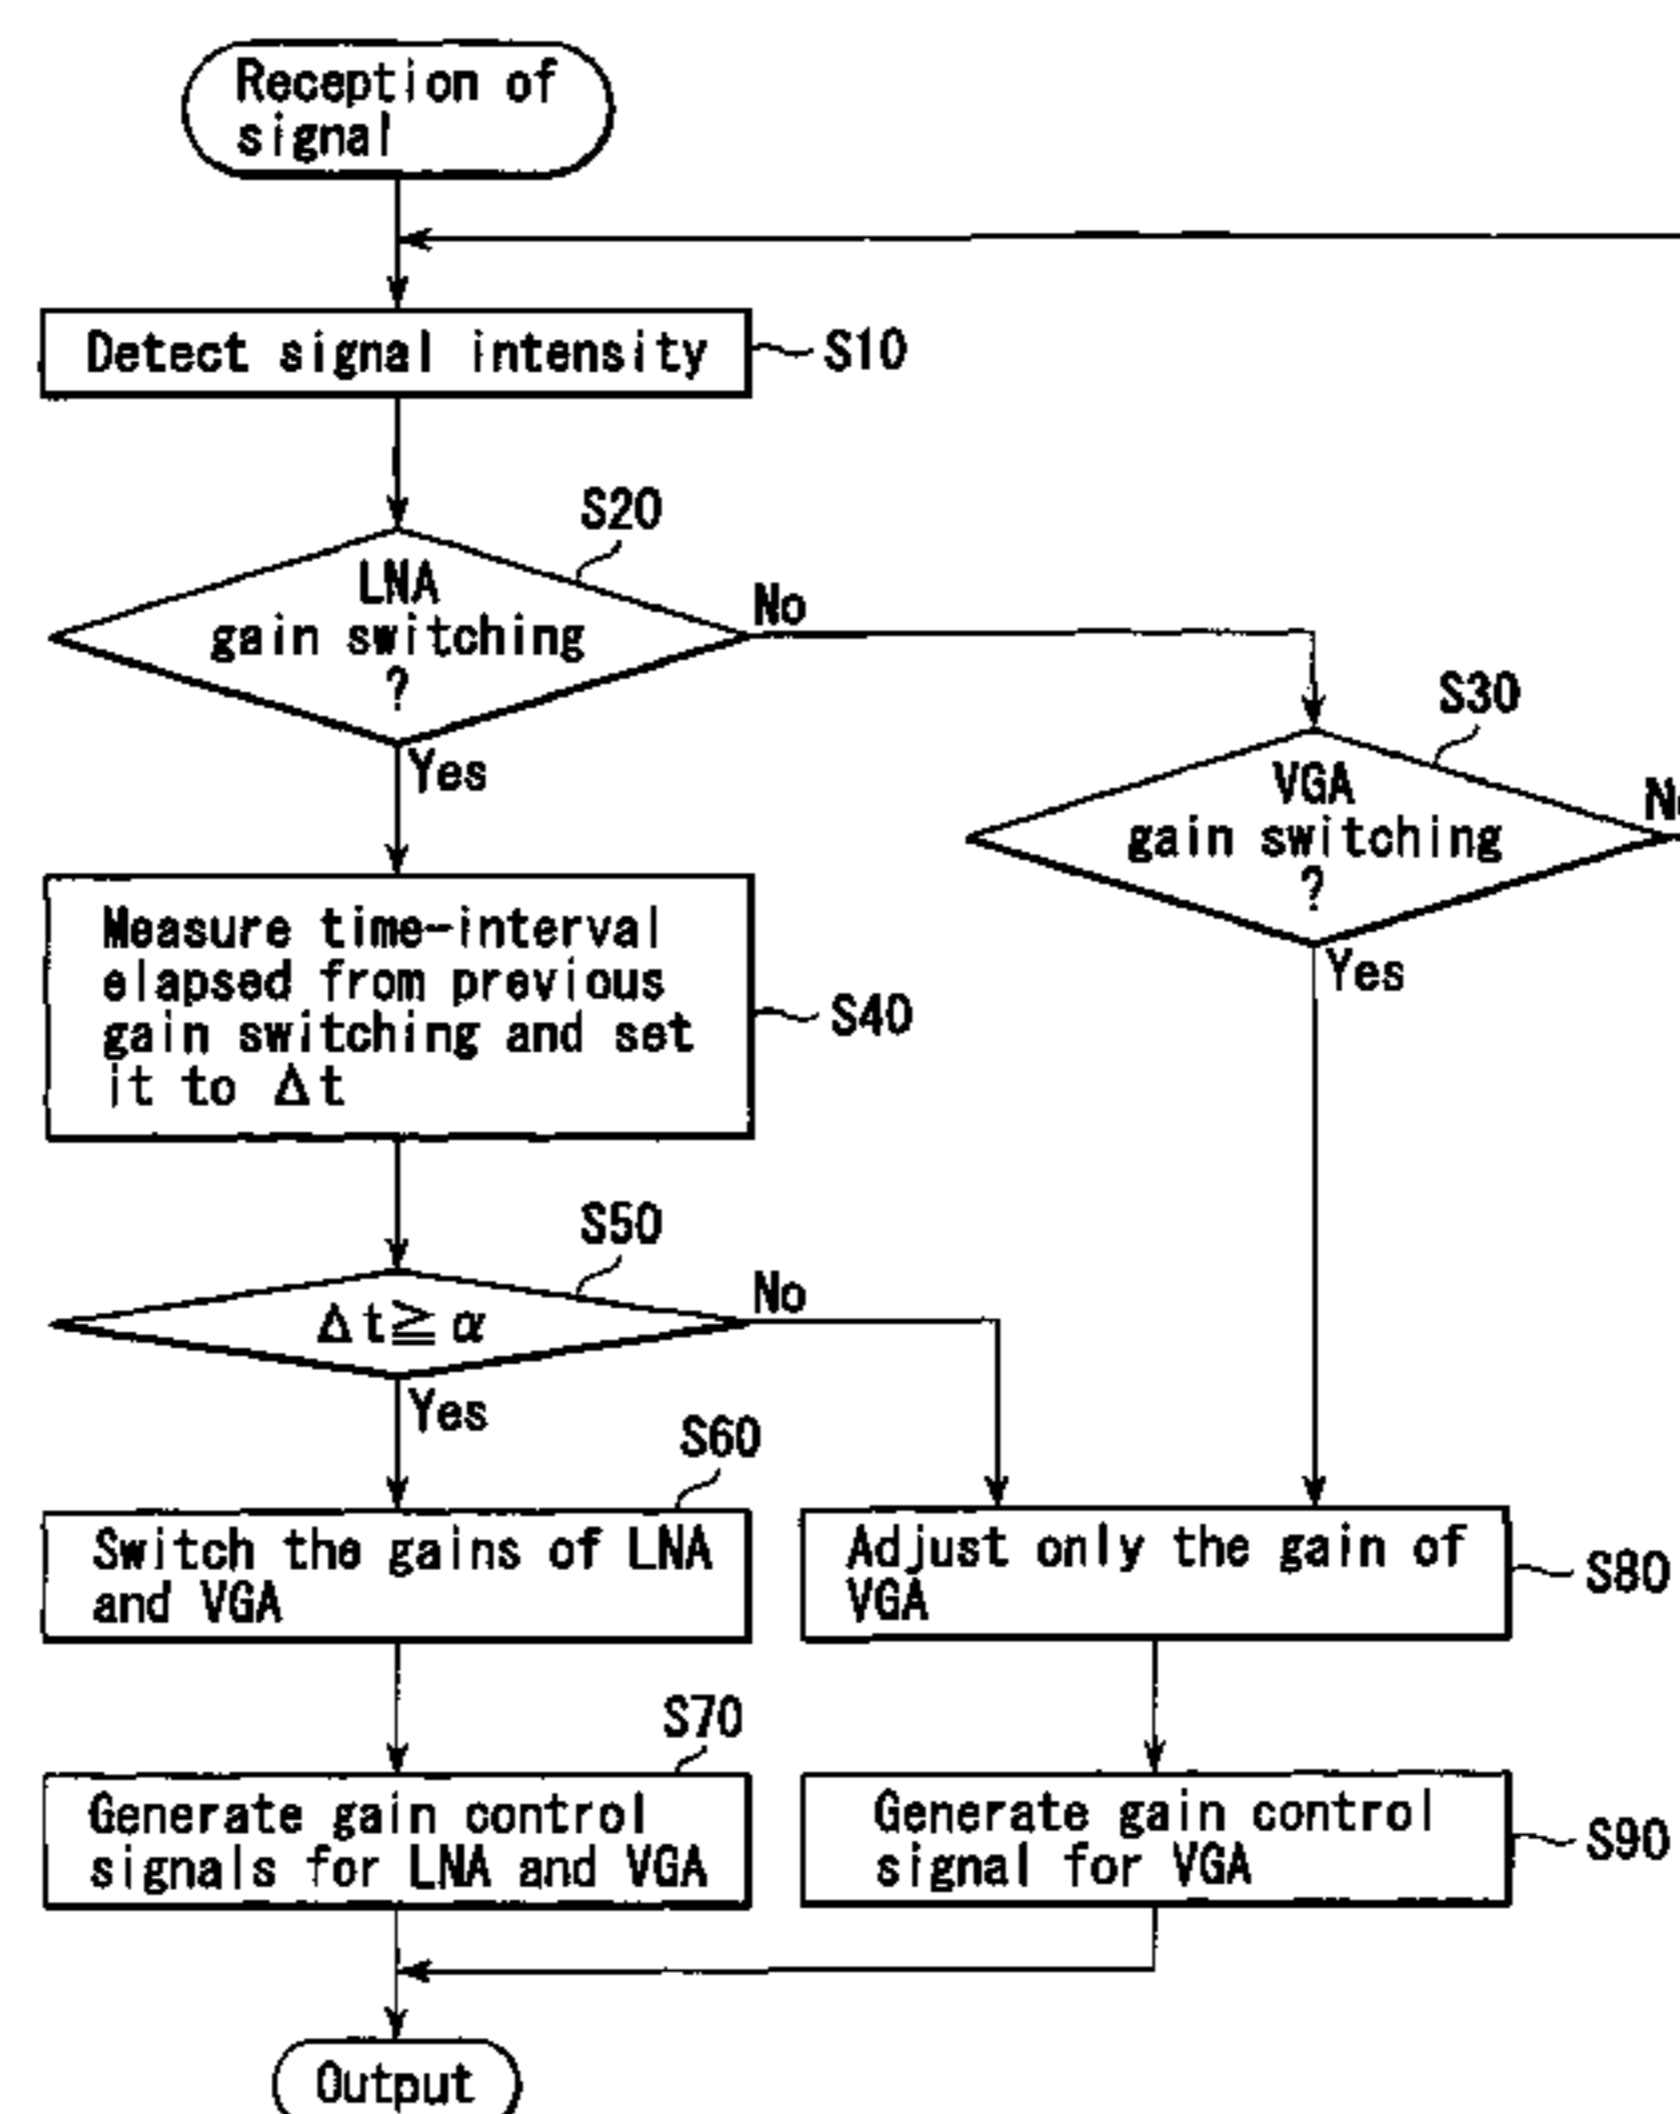 Reception of
signal
Detect signal intensity
S10
S20
LNA
gain switching
?
No
Yes
S30
VGA
gain switching
?
Yes
Measure time-interval
elapsed from previous
gain switching and set
it to Δt
S40
S50
Δt≧α
No
Yes
S60
Switch the gains of LNA
and VGA
Adjust only the gain of
VGA
S80
S70
Generate gain control
signals for LNA and VGA
Generate gain control
signal for VGA
S90
Output